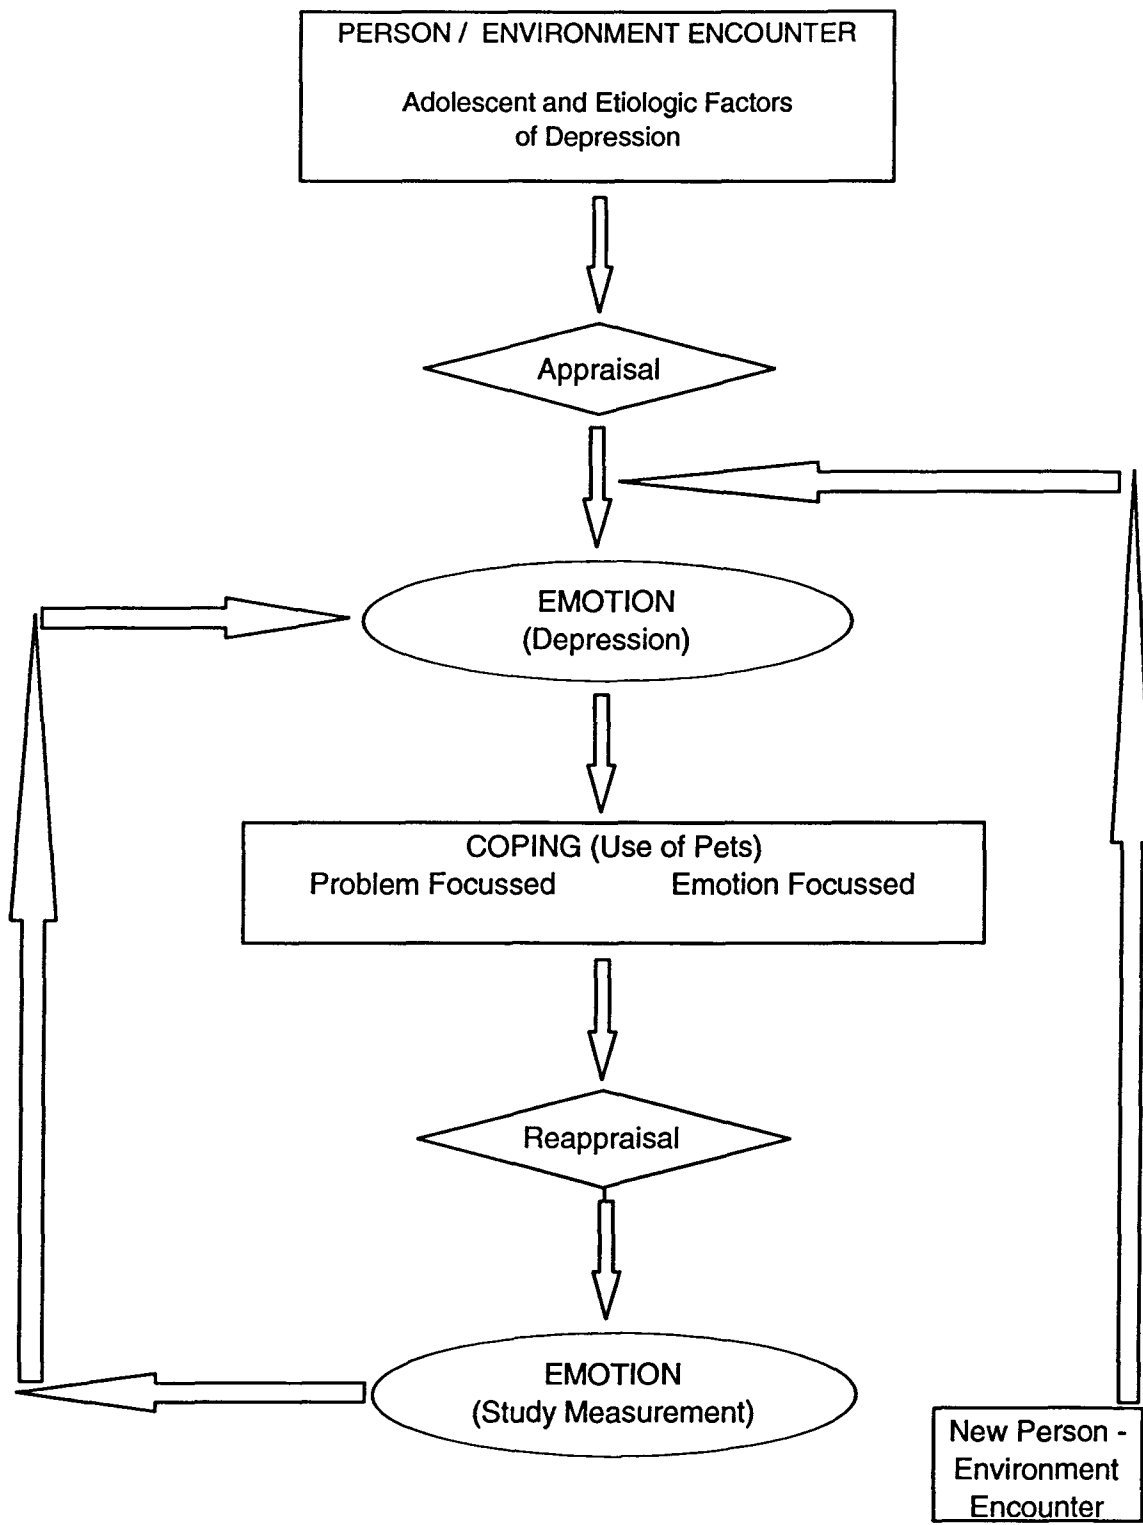 PERSON / ENVIRONMENT ENCOUNTER
Adolescent and Etiologic Factors
of Depression
Appraisal
EMOTION
(Depression)
COPING (Use of Pets)
Problem Focussed Emotion Focussed
Reappraisal
EMOTION
(Study Measurement)
New Person -
Environment
Encounter